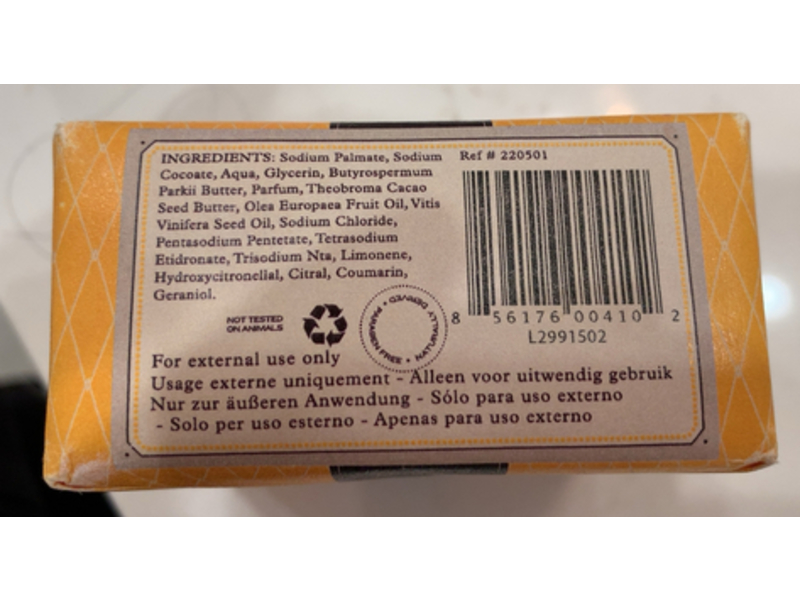 INGREDIENTS: Sodium Palmate, Sodium
Cocoate, Aqua, Glycerin, Butyrospermum
Parkii Butter, Parfum, Theobroma Cacao
Seed Butter, Olea Europaea Fruit Oil, Vitis
Vinifera Seed Oil, Sodium Chloride,
Pentasodium Pentetate, Tetrasodium
Etidronate, Trisodium Nta, Limonene,
Hydroxycitronellal, Citral, Coumarin,
Geraniol.
Ref # 220501
8 56176 00410 2
L2991502
NOT TESTED
ON ANIMALS
NATURALLY DERIVED • PARABEN FREE •
For external use only
Usage externe uniquement - Alleen voor uitwendig gebruik
Nur zur äußeren Anwendung - Sólo para uso externo
- Solo per uso esterno - Apenas para uso externo